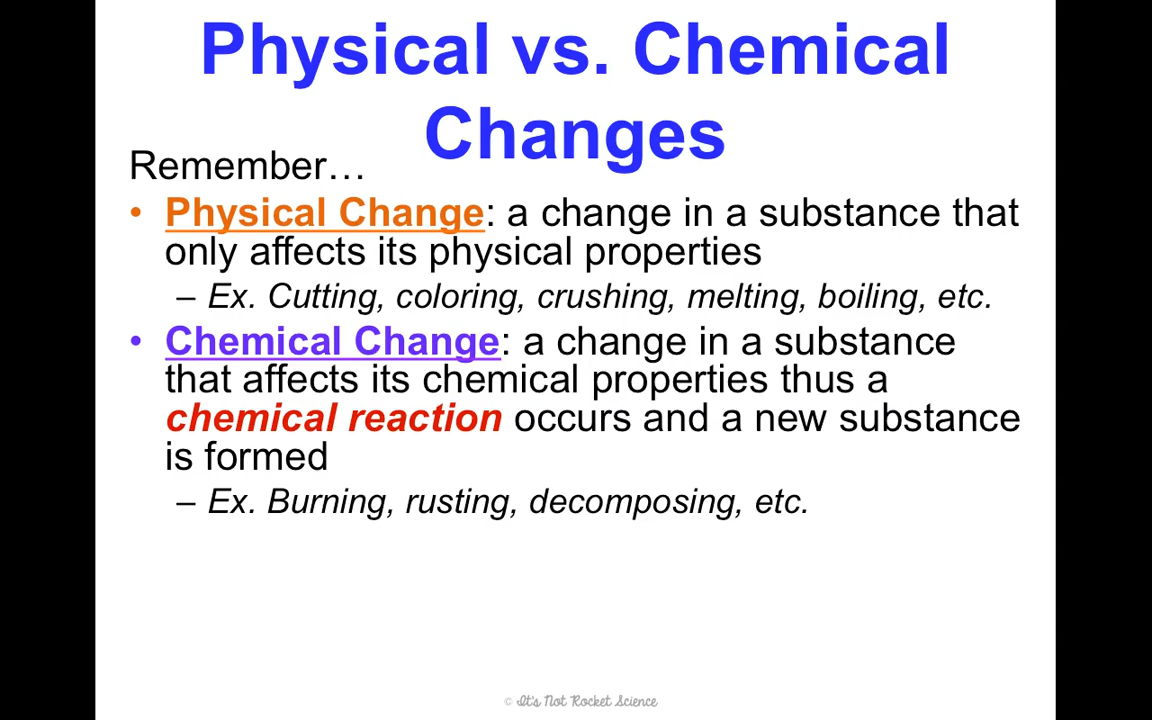 Physical vs. Chemical
Changes
Remember…
• Physical Change: a change in a substance that
only affects its physical properties
– Ex. Cutting, coloring, crushing, melting, boiling, etc.
• Chemical Change: a change in a substance
that affects its chemical properties thus a
chemical reaction occurs and a new substance
is formed
– Ex. Burning, rusting, decomposing, etc.
© It's Not Rocket Science